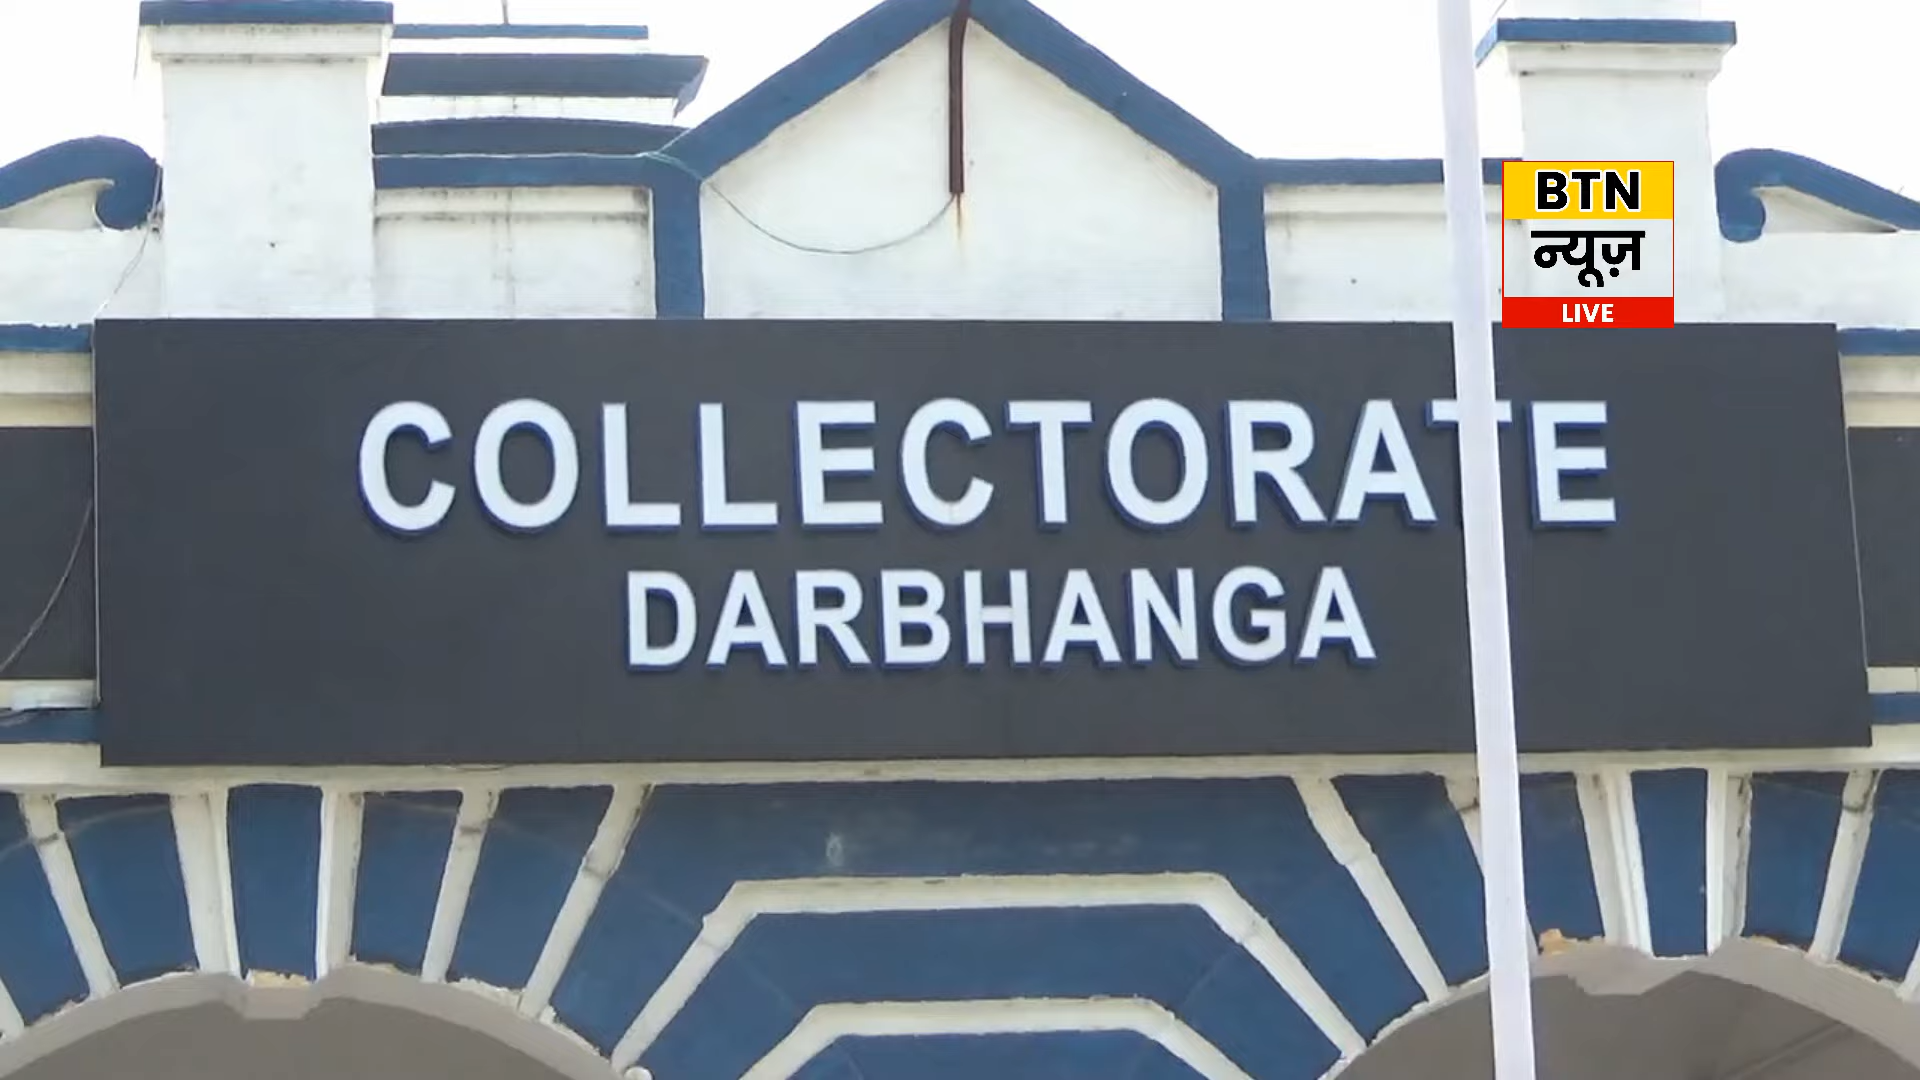 BTN
न्यूज़
LIVE
COLLECTORATE
DARBHANGA